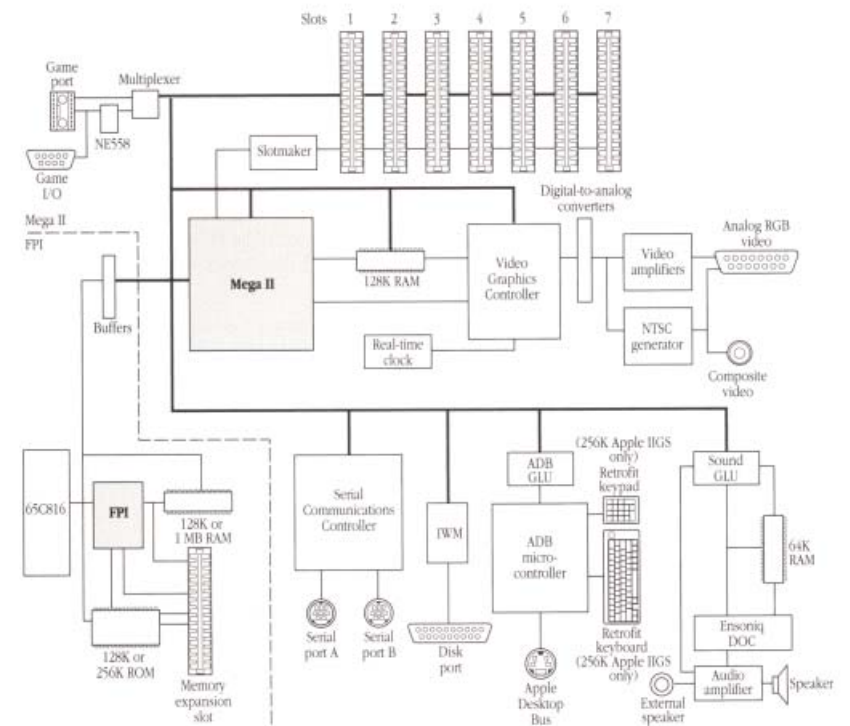 Slots 1 2 3 4 5 6 7
Game
port
Multiplexer
NE558
Game
I/O
Slotmaker
Mega II
FPI
Digital-to-analog
converters
Analog RGB
video
Buffers
Mega II
128K RAM
Video
Graphics
Controller
Video
amplifiers
Real-time
clock
NTSC
generator
Composite
video
65C816
FPI
128K or
1 MB RAM
128K or
256K ROM
Memory
expansion
slot
Serial
Communications
Controller
Serial
port A
Serial
port B
IWM
Disk
port
ADB
GLU
(256K Apple IIGS
only)
Retrofit
keypad
ADB
micro-
controller
Retrofit
keyboard
(256K Apple IIGS
only)
Apple
Desktop
Bus
Sound
GLU
64K
RAM
Ensoniq
DOC
Audio
amplifier
Speaker
External
speaker